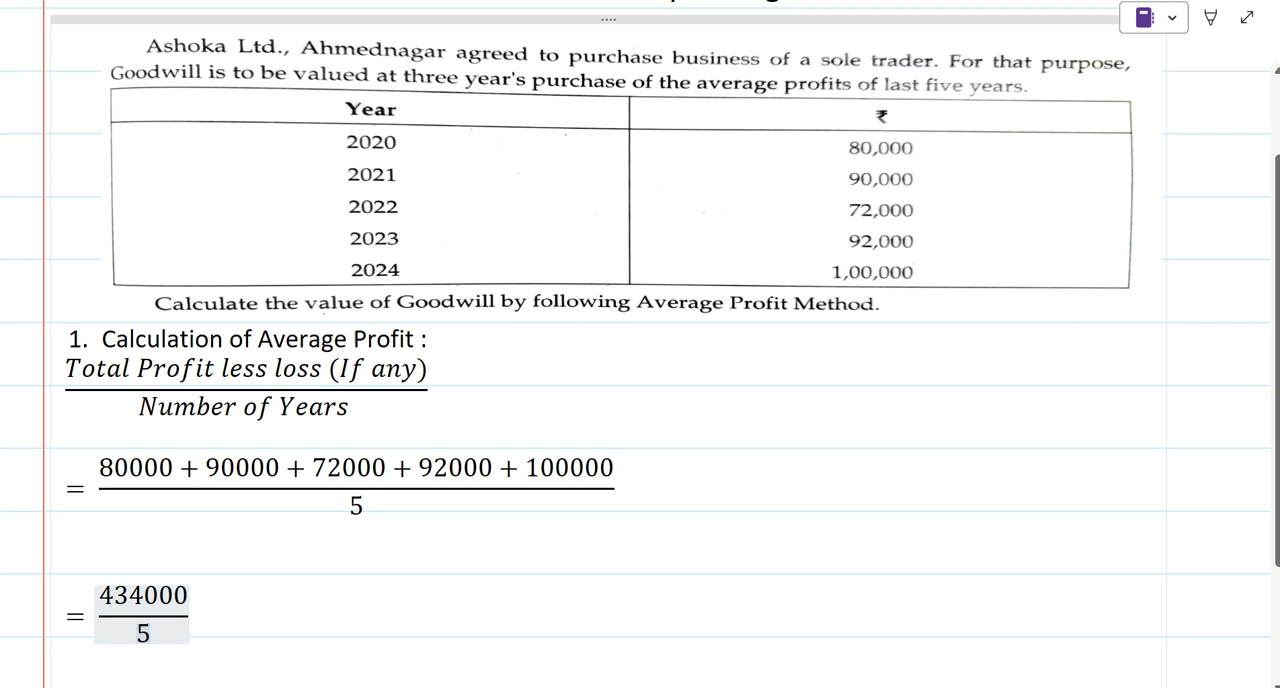 Ashoka Ltd., Ahmednagar agreed to purchase business of a sole trader. For that purpose,
Goodwill is to be valued at three year's purchase of the average profits of last five years.
Year ₹
2020 80,000
2021 90,000
2022 72,000
2023 92,000
2024 1,00,000
Calculate the value of Goodwill by following Average Profit Method.
1. Calculation of Average Profit :
Total Profit less loss (If any)
Number of Years
= 80000 + 90000 + 72000 + 92000 + 100000
5
= 434000
5